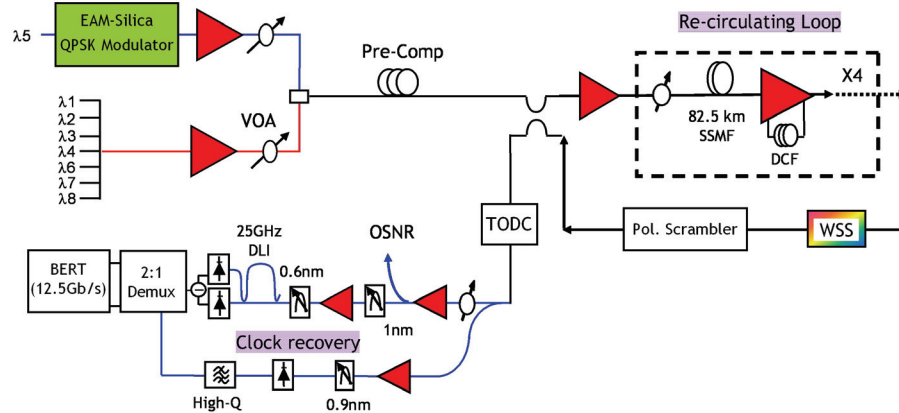 Re-circulating Loop
EAM-Silica
QPSK Modulator
λ5
Pre-Comp
X4
λ1
λ2
λ3
λ4
λ6
λ7
λ8
VOA
82.5 km
SSMF
DCF
TODC
Pol. Scrambler
WSS
25GHz
DLI
OSNR
0.6nm
BERT
(12.5Gb/s)
2:1
Demux
1nm
Clock recovery
High-Q
0.9nm